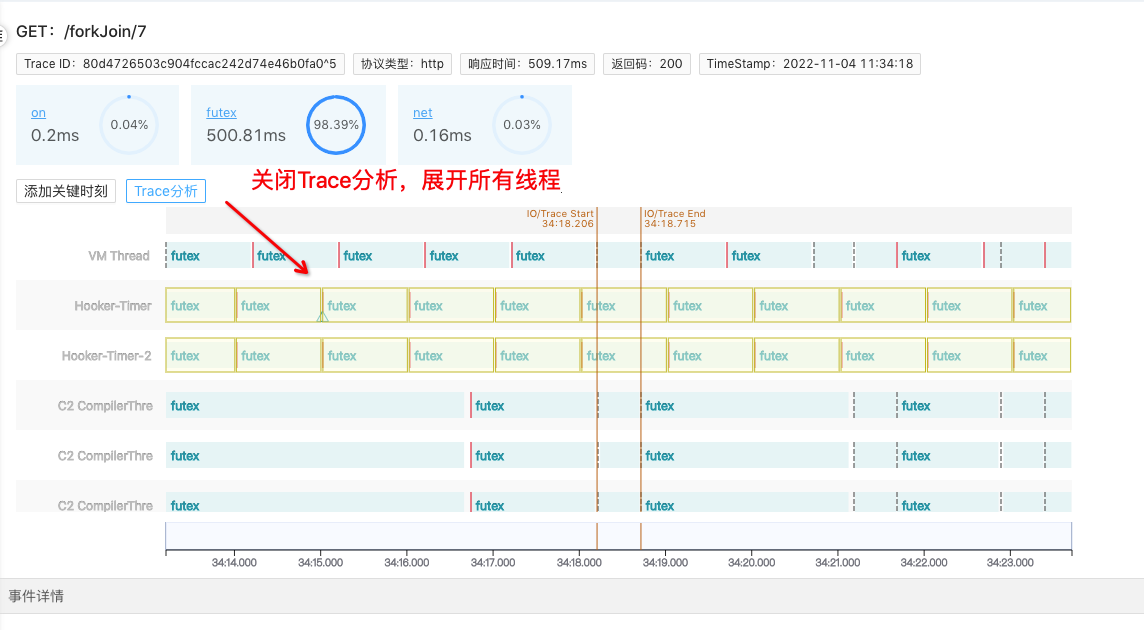 GET：/forkJoin/7
Trace ID：80d4726503c904fccac242d74e46b0fa0^5 协议类型：http 响应时间：509.17ms 返回码：200 TimeStamp：2022-11-04 11:34:18
on futex net
0.04% 98.39% 0.03%
0.2ms 500.81ms 0.16ms
关闭Trace分析，展开所有线程
添加关键时刻 Trace分析
IO/Trace Start IO/Trace End
34:18.206 34:18.715
VM Thread futex futex futex futex futex futex futex futex
Hooker-Timer futex futex futex futex futex futex futex futex futex futex futex
Hooker-Timer-2 futex futex futex futex futex futex futex futex futex futex futex
C2 CompilerThre futex futex futex futex
C2 CompilerThre futex futex futex futex
C2 CompilerThre futex futex futex futex
34:14.000 34:15.000 34:16.000 34:17.000 34:18.000 34:19.000 34:20.000 34:21.000 34:22.000 34:23.000
事件详情